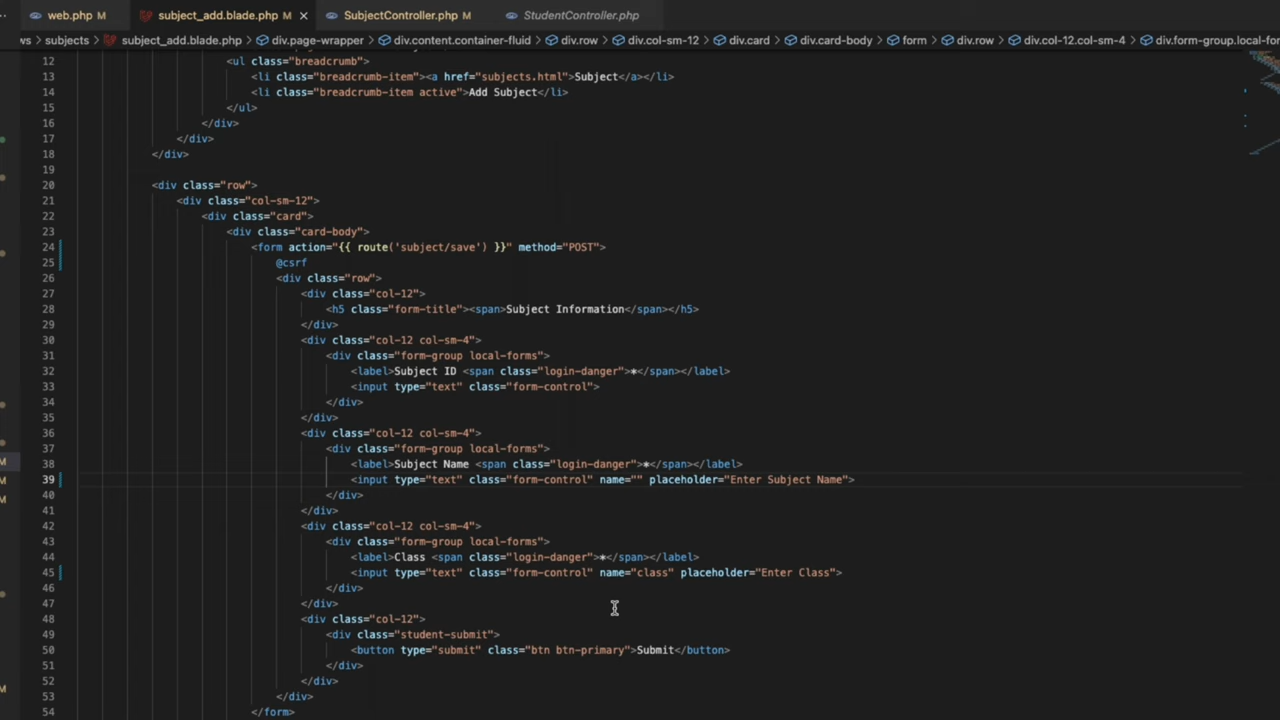 web.php M subject_add.blade.php M × SubjectController.php M StudentController.php
ws > subjects > subject_add.blade.php > div.page-wrapper > div.content.container-fluid > div.row > div.col-sm-12 > div.card > div.card-body > form > div.row > div.col-12.col-sm-4 > div.form-group.local-for
12 <ul class="breadcrumb">
13 <li class="breadcrumb-item"><a href="subjects.html">Subject</a></li>
14 <li class="breadcrumb-item active">Add Subject</li>
15 </ul>
16 </div>
17 </div>
18 </div>
19
20 <div class="row">
21 <div class="col-sm-12">
22 <div class="card">
23 <div class="card-body">
24 <form action="{{ route('subject/save') }}" method="POST">
25 @csrf
26 <div class="row">
27 <div class="col-12">
28 <h5 class="form-title"><span>Subject Information</span></h5>
29 </div>
30 <div class="col-12 col-sm-4">
31 <div class="form-group local-forms">
32 <label>Subject ID <span class="login-danger">*</span></label>
33 <input type="text" class="form-control">
34 </div>
35 </div>
36 <div class="col-12 col-sm-4">
37 <div class="form-group local-forms">
38 <label>Subject Name <span class="login-danger">*</span></label>
39 <input type="text" class="form-control" name="" placeholder="Enter Subject Name">
40 </div>
41 </div>
42 <div class="col-12 col-sm-4">
43 <div class="form-group local-forms">
44 <label>Class <span class="login-danger">*</span></label>
45 <input type="text" class="form-control" name="class" placeholder="Enter Class">
46 </div>
47 </div>
48 <div class="col-12">
49 <div class="student-submit">
50 <button type="submit" class="btn btn-primary">Submit</button>
51 </div>
52 </div>
53 </div>
54 </form>
M
M
M
M